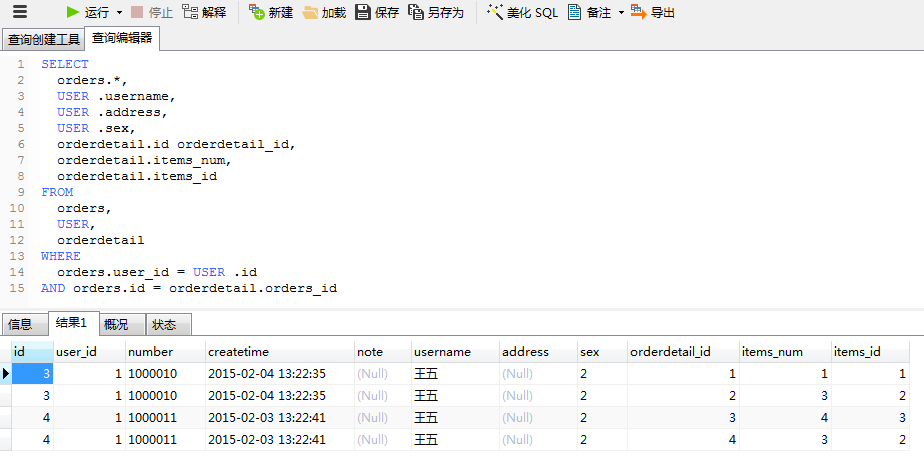 运行 停止 解释 新建 加载 保存 另存为 美化 SQL 备注 导出
查询创建工具 查询编辑器
1 SELECT
2 orders.*,
3 USER .username,
4 USER .address,
5 USER .sex,
6 orderdetail.id orderdetail_id,
7 orderdetail.items_num,
8 orderdetail.items_id
9 FROM
10 orders,
11 USER,
12 orderdetail
13 WHERE
14 orders.user_id = USER .id
15 AND orders.id = orderdetail.orders_id
信息 结果1 概况 状态
id user_id number createtime note username address sex orderdetail_id items_num items_id
3 1 1000010 2015-02-04 13:22:35 (Null) 王五 (Null) 2 1 1 1
3 1 1000010 2015-02-04 13:22:35 (Null) 王五 (Null) 2 2 3 2
4 1 1000011 2015-02-03 13:22:41 (Null) 王五 (Null) 2 3 4 3
4 1 1000011 2015-02-03 13:22:41 (Null) 王五 (Null) 2 4 3 2